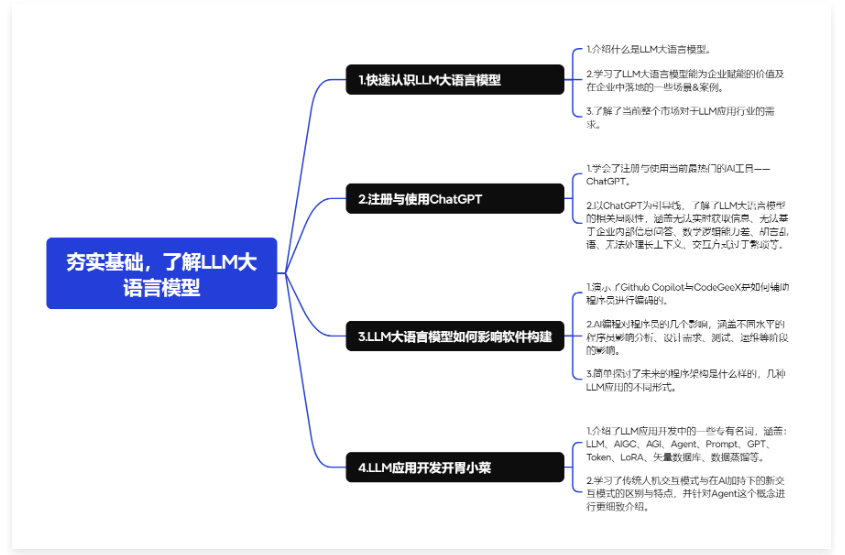 夯实基础，了解LLM大
语言模型
1.快速认识LLM大语言模型
1.介绍什么是LLM大语言模型。
2.学习了LLM大语言模型能为企业赋能的价值及
在企业中落地的一些场景&案例。
3.了解了当前整个市场对于LLM应用行业的需
求。
2.注册与使用ChatGPT
1.学会了注册与使用当前最热门的AI工具——
ChatGPT。
2.以ChatGPT为引导线，了解了LLM大语言模型
的相关局限性，涵盖无法实时获取信息、无法基
于企业内部信息问答、数学逻辑能力差、胡言乱
语、无法处理长上下文、交互方式过于繁琐等。
3.LLM大语言模型如何影响软件构建
1.演示了Github Copilot与CodeGeeX是如何辅助
程序员进行编码的。
2.AI编程对程序员的几个影响，涵盖不同水平的
程序员影响分析、设计需求、测试、运维等阶段
的影响。
3.简单探讨了未来的程序架构是什么样的，几种
LLM应用的不同形式。
4.LLM应用开发开胃小菜
1.介绍了LLM应用开发中的一些专有名词，涵盖：
LLM、AIGC、AGI、Agent、Prompt、GPT、
Token、LoRA、矢量数据库、数据蒸馏等。
2.学习了传统人机交互模式与在AI加持下的新交
互模式的区别与特点，并针对Agent这个概念进
行更细致介绍。